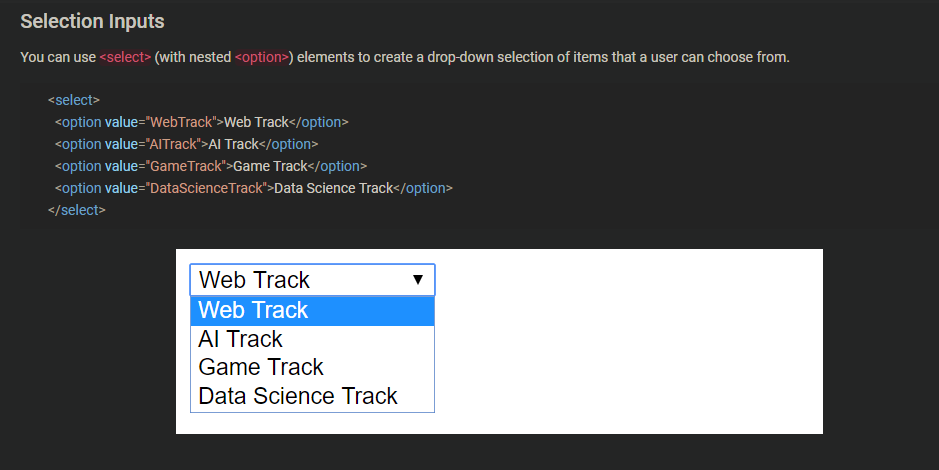 Selection Inputs
You can use <select> (with nested <option>) elements to create a drop-down selection of items that a user can choose from.
<select>
<option value="WebTrack">Web Track</option>
<option value="AITrack">AI Track</option>
<option value="GameTrack">Game Track</option>
<option value="DataScienceTrack">Data Science Track</option>
</select>
Web Track ▼
Web Track
AI Track
Game Track
Data Science Track